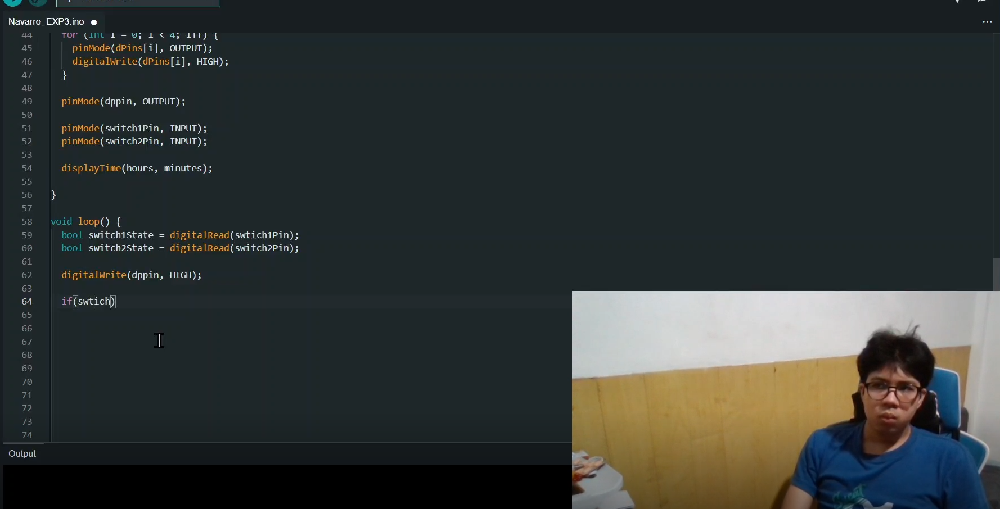 Navarro_EXP3.ino
44 for (int i = 0; i < 4; i++) {
45 pinMode(dPins[i], OUTPUT);
46 digitalWrite(dPins[i], HIGH);
47 }
48
49 pinMode(dppin, OUTPUT);
50
51 pinMode(switch1Pin, INPUT);
52 pinMode(switch2Pin, INPUT);
53
54 displayTime(hours, minutes);
55
56 }
57
58 void loop() {
59 bool switch1State = digitalRead(swtich1Pin);
60 bool switch2State = digitalRead(switch2Pin);
61
62 digitalWrite(dppin, HIGH);
63
64 if(swtich)
65
66
67
68
69
70
71
72
73
74
Output